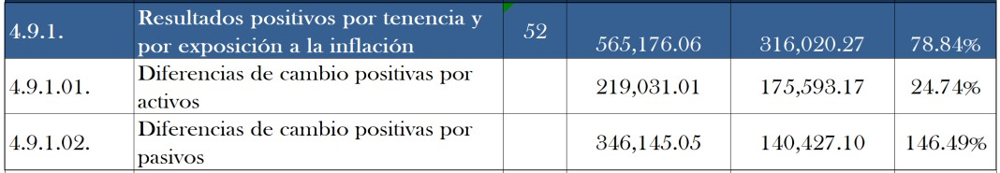 4.9.1. Resultados positivos por tenencia y
por exposición a la inflación 52 565,176.06 316,020.27 78.84%
4.9.1.01. Diferencias de cambio positivas por
activos 219,031.01 175,593.17 24.74%
4.9.1.02. Diferencias de cambio positivas por
pasivos 346,145.05 140,427.10 146.49%